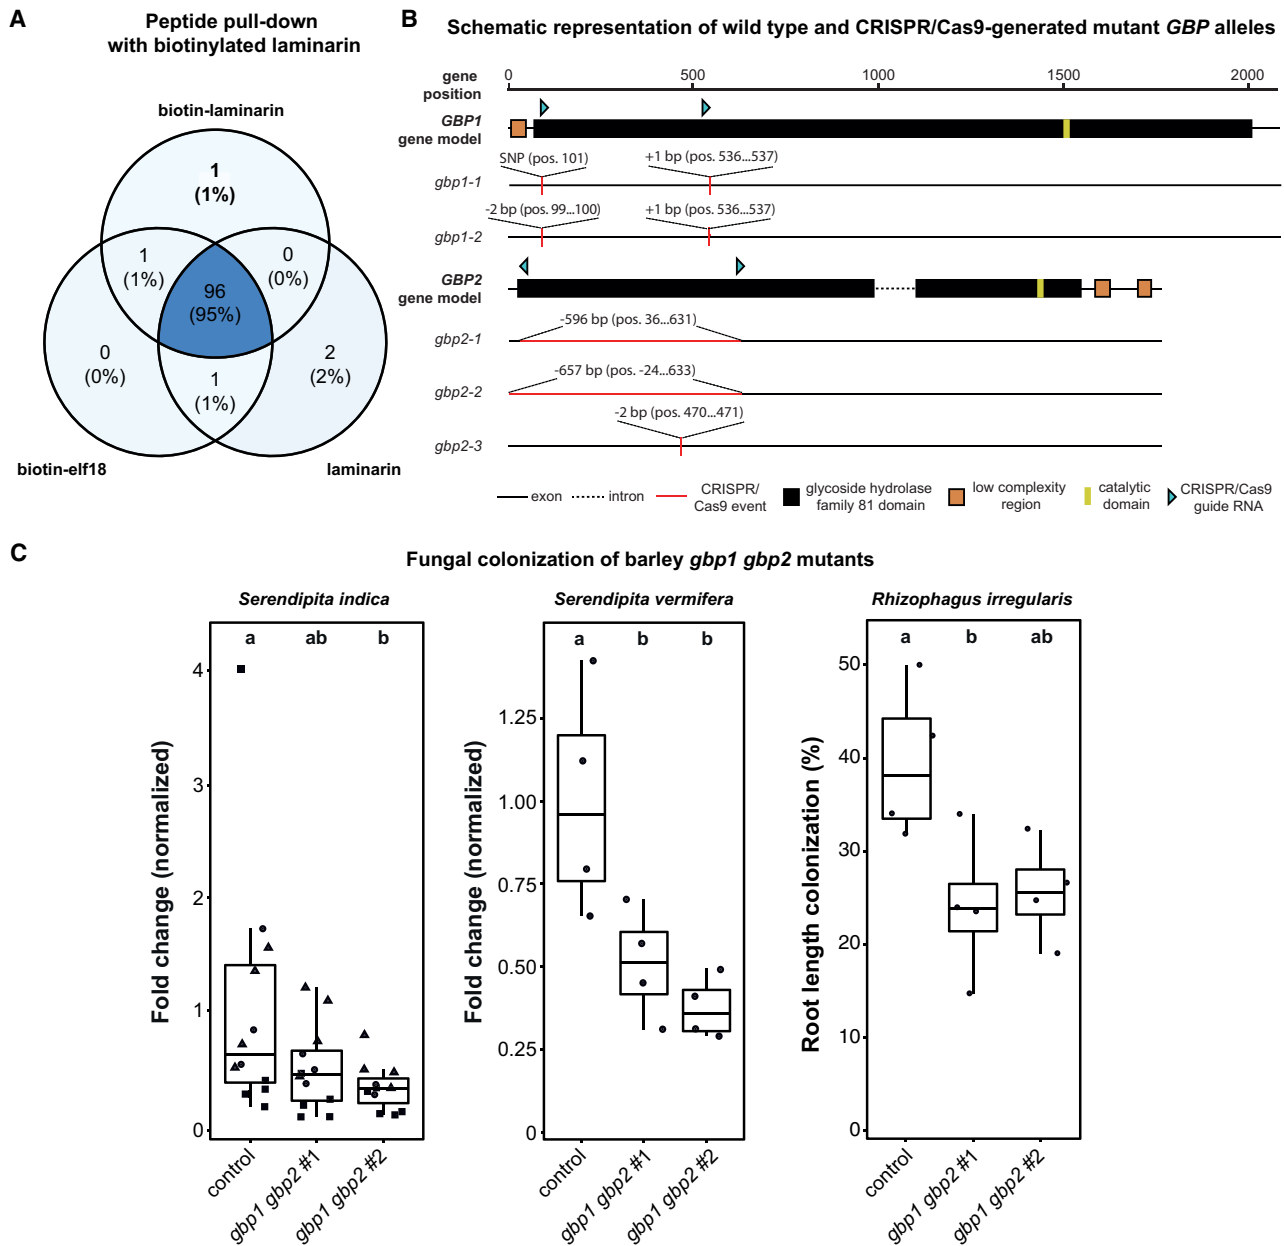 A
Peptide pull-down
with biotinylated laminarin
biotin-laminarin
1
(1%)
1
(1%)
0
(0%)
96
(95%)
0
(0%)
2
(2%)
1
(1%)
biotin-elf18
laminarin
B
Schematic representation of wild type and CRISPR/Cas9-generated mutant GBP alleles
gene
position
0
500
1000
1500
2000
GBP1
gene model
SNP (pos. 101)
+1 bp (pos. 536...537)
gbp1-1
-2 bp (pos. 99...100)
+1 bp (pos. 536...537)
gbp1-2
GBP2
gene model
-596 bp (pos. 36...631)
gbp2-1
-657 bp (pos. -24...633)
gbp2-2
-2 bp (pos. 470...471)
gbp2-3
exon
intron
CRISPR/
Cas9 event
glycoside hydrolase
family 81 domain
low complexity
region
catalytic
domain
CRISPR/Cas9
guide RNA
C
Fungal colonization of barley gbp1 gbp2 mutants
Serendipita indica
Fold change (normalized)
4
3
2
1
0
a
ab
b
control
gbp1 gbp2 #1
gbp1 gbp2 #2
Serendipita vermifera
Fold change (normalized)
1.25
1.00
0.75
0.50
0.25
0
a
b
b
control
gbp1 gbp2 #1
gbp1 gbp2 #2
Rhizophagus irregularis
Root length colonization (%)
50
40
30
20
10
0
a
b
ab
control
gbp1 gbp2 #1
gbp1 gbp2 #2